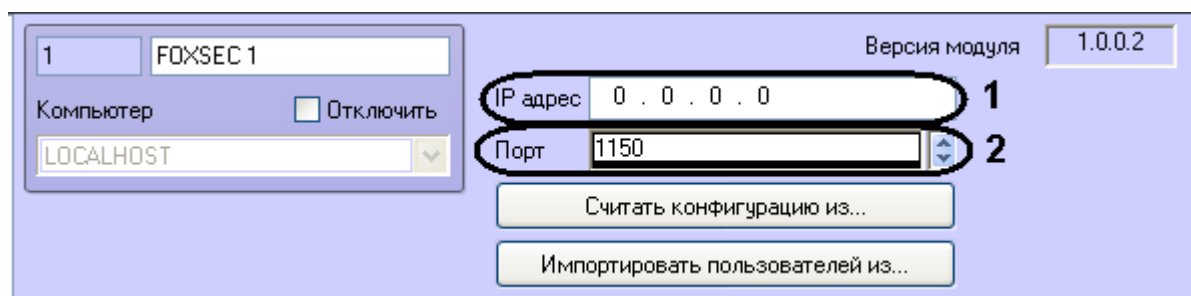 1 FOXSEC 1
Компьютер Отключить
LOCALHOST
Версия модуля 1.0.0.2
IP адрес 0 . 0 . 0 . 0 1
Порт 1150 2
Считать конфигурацию из...
Импортировать пользователей из...